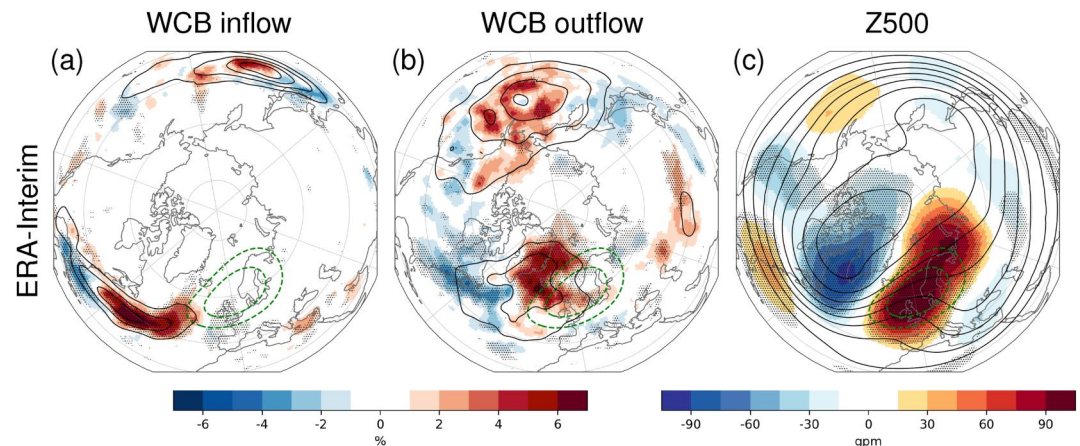 WCB inflow WCB outflow Z500
(a) (b) (c)
ERA-Interim
-6 -4 -2 0 2 4 6 -90 -60 -30 0 30 60 90
% gpm